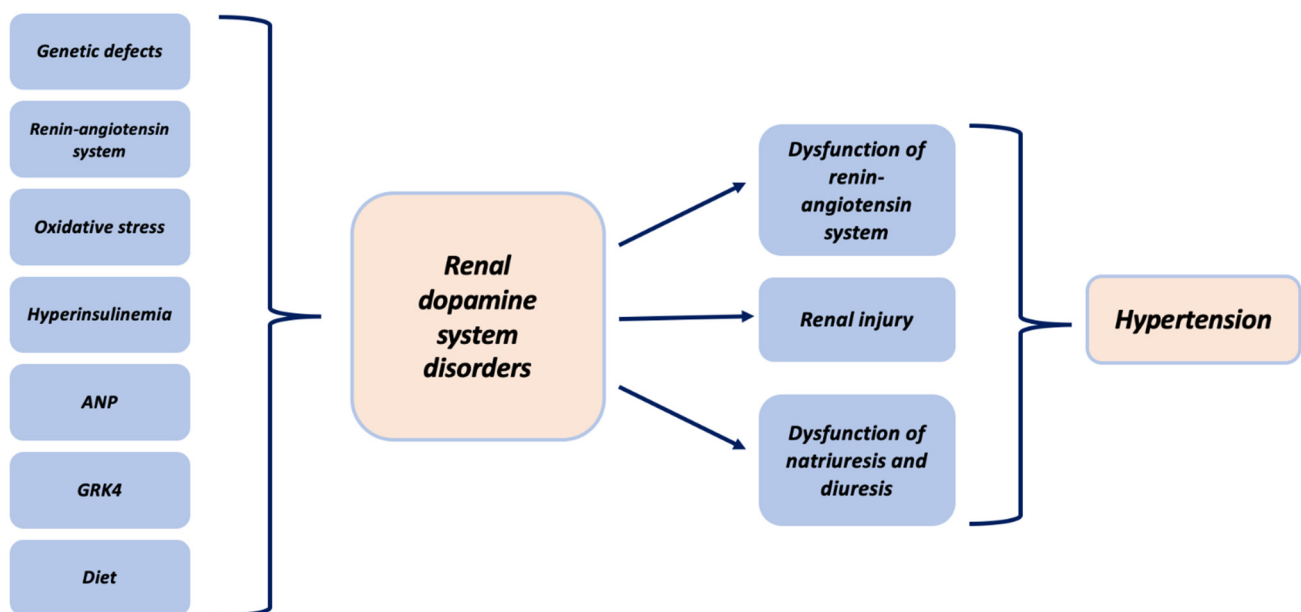 Genetic defects
Renin-angiotensin
system
Oxidative stress
Hyperinsulinemia
ANP
GRK4
Diet
Renal
dopamine
system
disorders
Dysfunction of
renin-
angiotensin
system
Renal injury
Dysfunction of
natriuresis and
diuresis
Hypertension